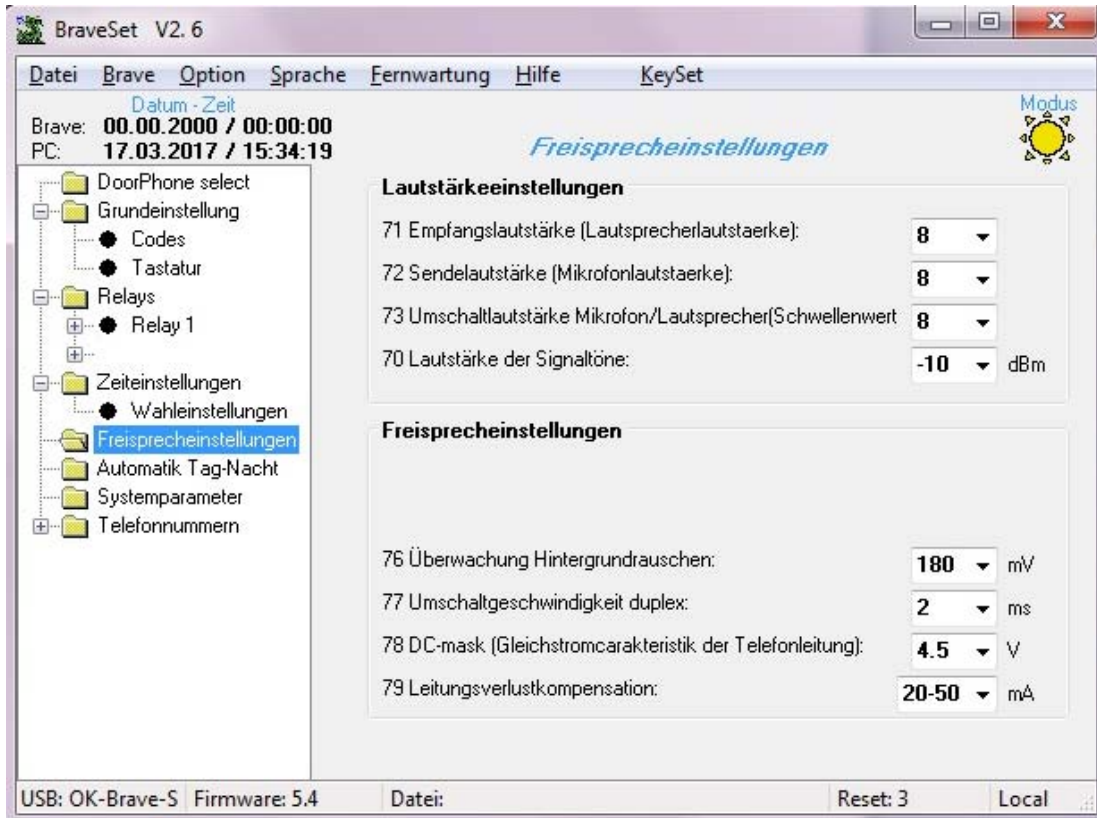 BraveSet V2. 6
Datei Brave Option Sprache Fernwartung Hilfe KeySet
Datum - Zeit
Brave: 00.00.2000 / 00:00:00
PC: 17.03.2017 / 15:34:19
Freisprecheinstellungen
Modus
DoorPhone select
Grundeinstellung
Codes
Tastatur
Relays
Relay 1
Zeiteinstellungen
Wahleinstellungen
Freisprecheinstellungen
Automatik Tag-Nacht
Systemparameter
Telefonnummern
Lautstärkeeinstellungen
71 Empfangslautstärke (Lautsprecherlautstaerke): 8
72 Sendelautstärke (Mikrofonlautstaerke): 8
73 Umschaltlautstärke Mikrofon/Lautsprecher(Schwellenwert 8
70 Lautstärke der Signaltöne: -10 dBm
Freisprecheinstellungen
76 Überwachung Hintergrundrauschen: 180 mV
77 Umschaltgeschwindigkeit duplex: 2 ms
78 DC-mask (Gleichstromcarakteristik der Telefonleitung): 4.5 V
79 Leitungsverlustkompensation: 20-50 mA
USB: OK-Brave-S Firmware: 5.4 Datei: Reset: 3 Local